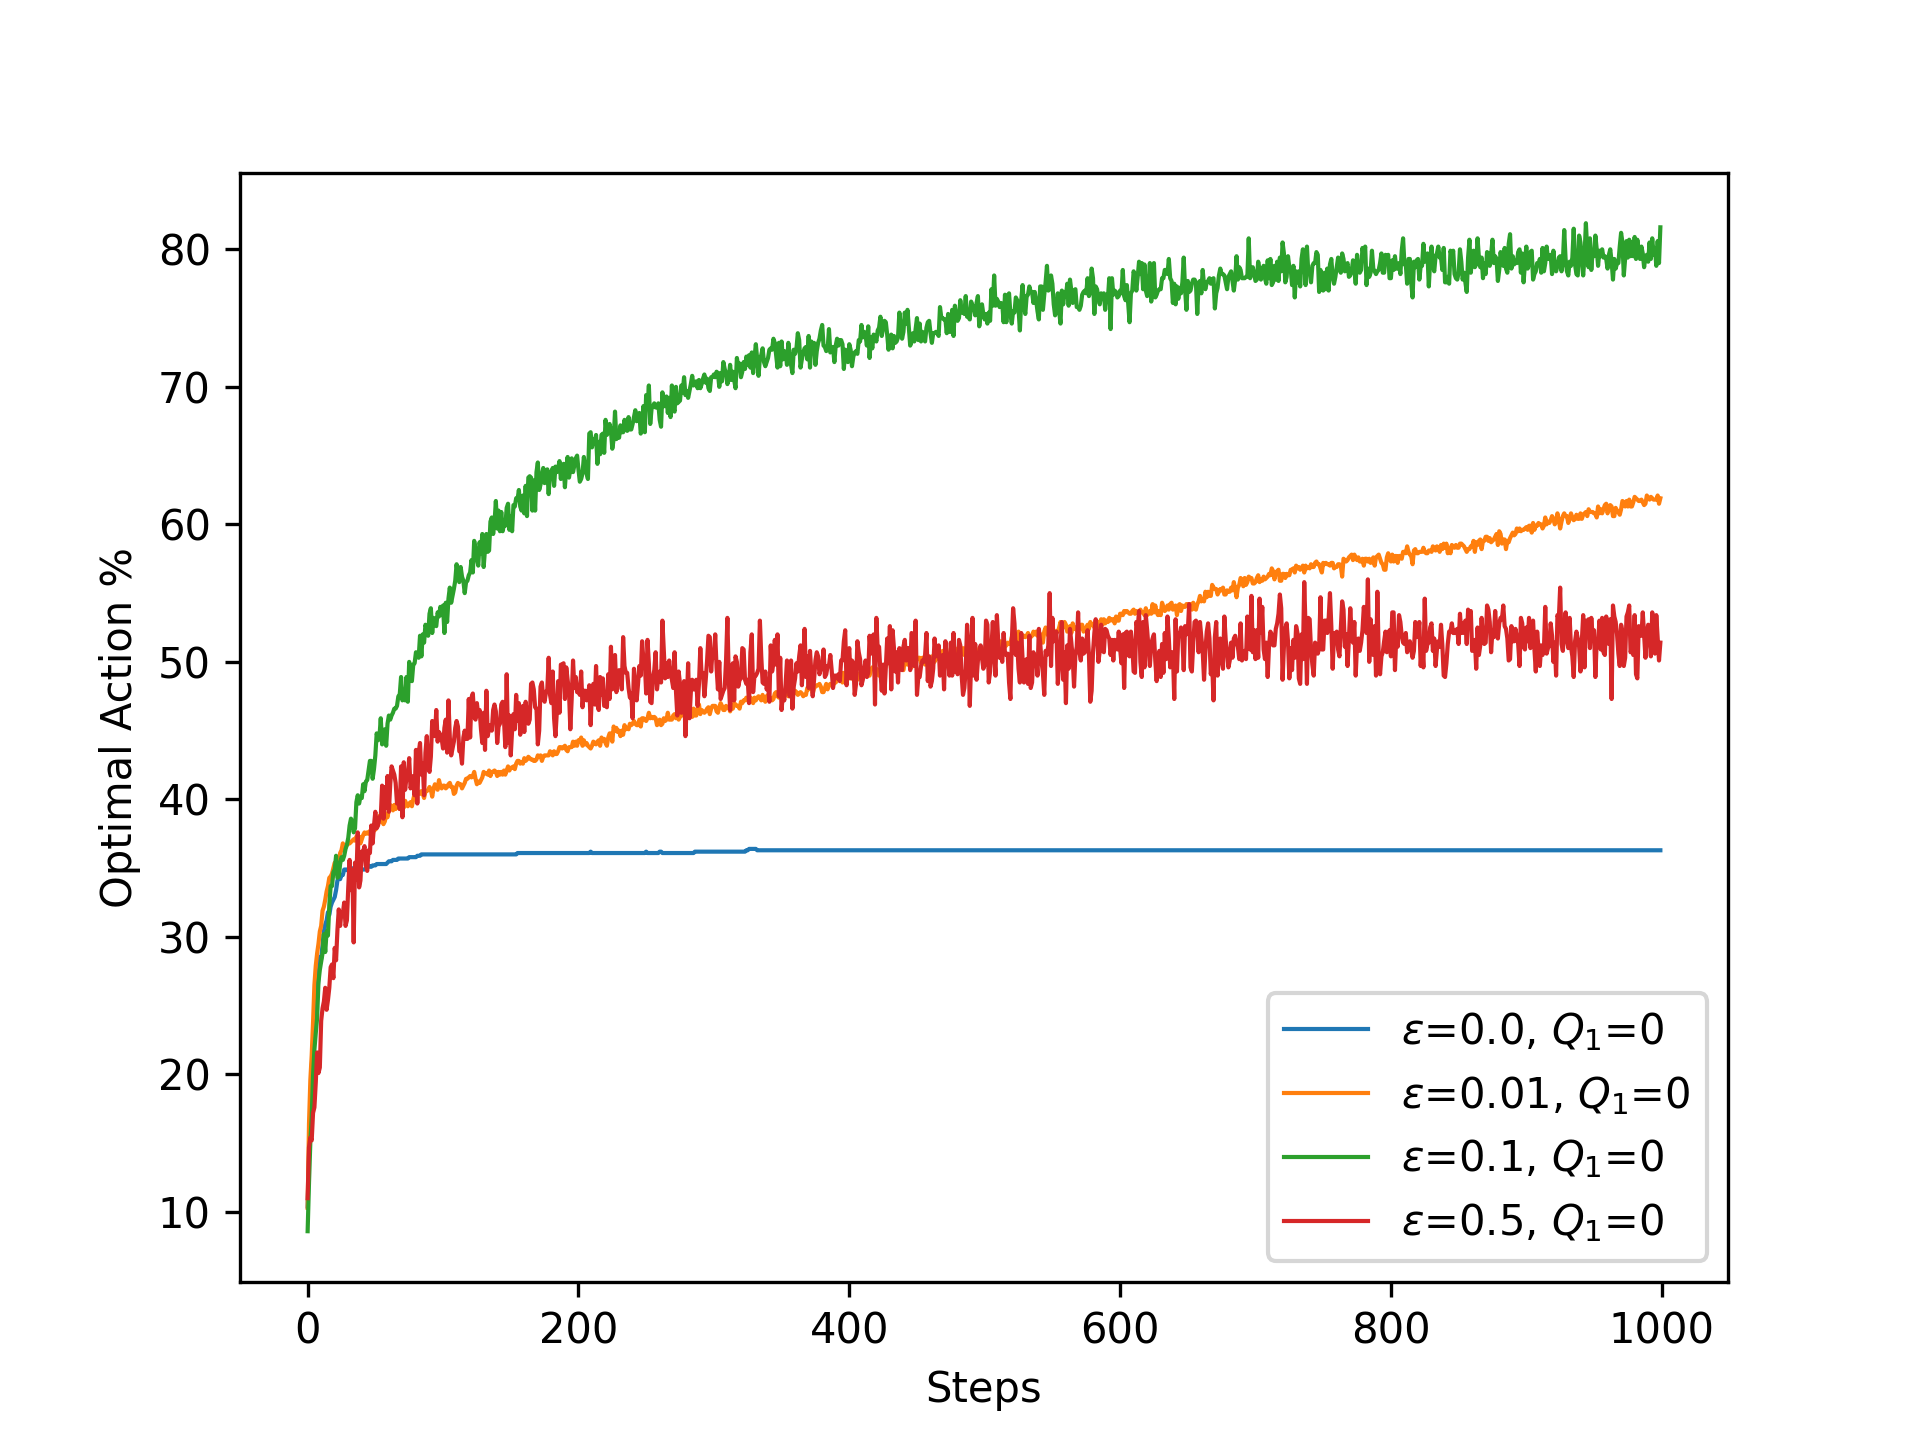 80
70
60
50
40
30
20
10
Optimal Action %
0 200 400 600 800 1000
Steps
ε=0.0, Q₁=0
ε=0.01, Q₁=0
ε=0.1, Q₁=0
ε=0.5, Q₁=0